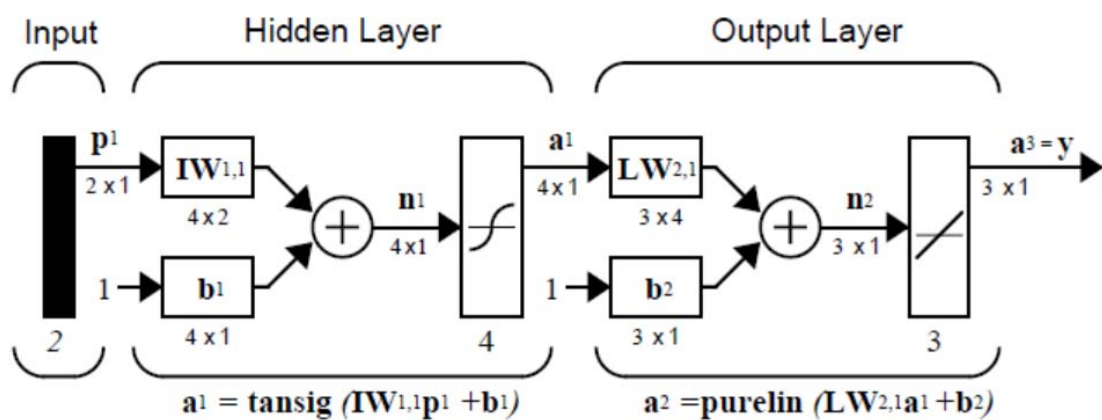 Input Hidden Layer Output Layer
p1 a1 a3 = y
IW1,1 LW2,1
2 x 1 4 x 1 3 x 1
4 x 2 n1 3 x 4 n2
4 x 1 3 x 1
1 b1 1 b2
2 4 x 1 4 3 x 1 3
a1 = tansig (IW1,1p1 +b1) a2 =purelin (LW2,1a1 +b2)